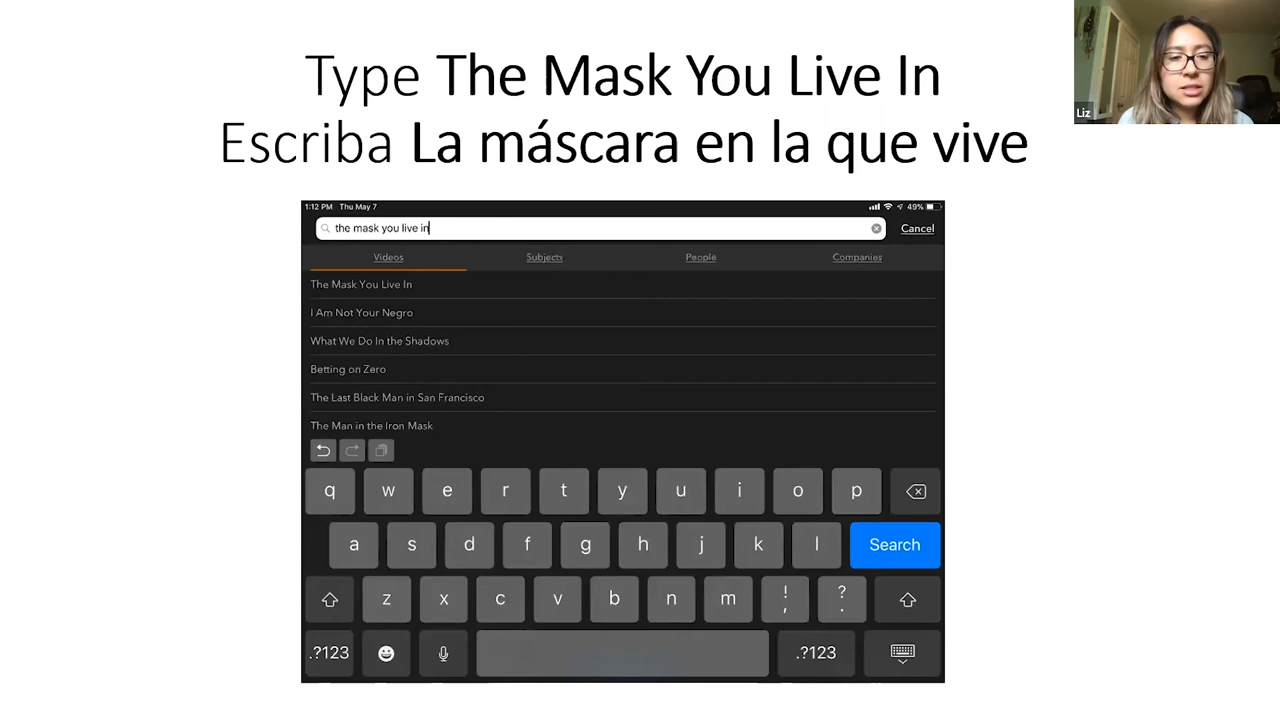 Type The Mask You Live In
Escriba La máscara en la que vive
Liz
1:12 PM Thu May 7 49%
the mask you live in
Cancel
Videos Subjects People Companies
The Mask You Live In
I Am Not Your Negro
What We Do In the Shadows
Betting on Zero
The Last Black Man in San Francisco
The Man in the Iron Mask
q w e r t y u i o p
a s d f g h j k l Search
z x c v b n m ! , ? .
.?123 .?123